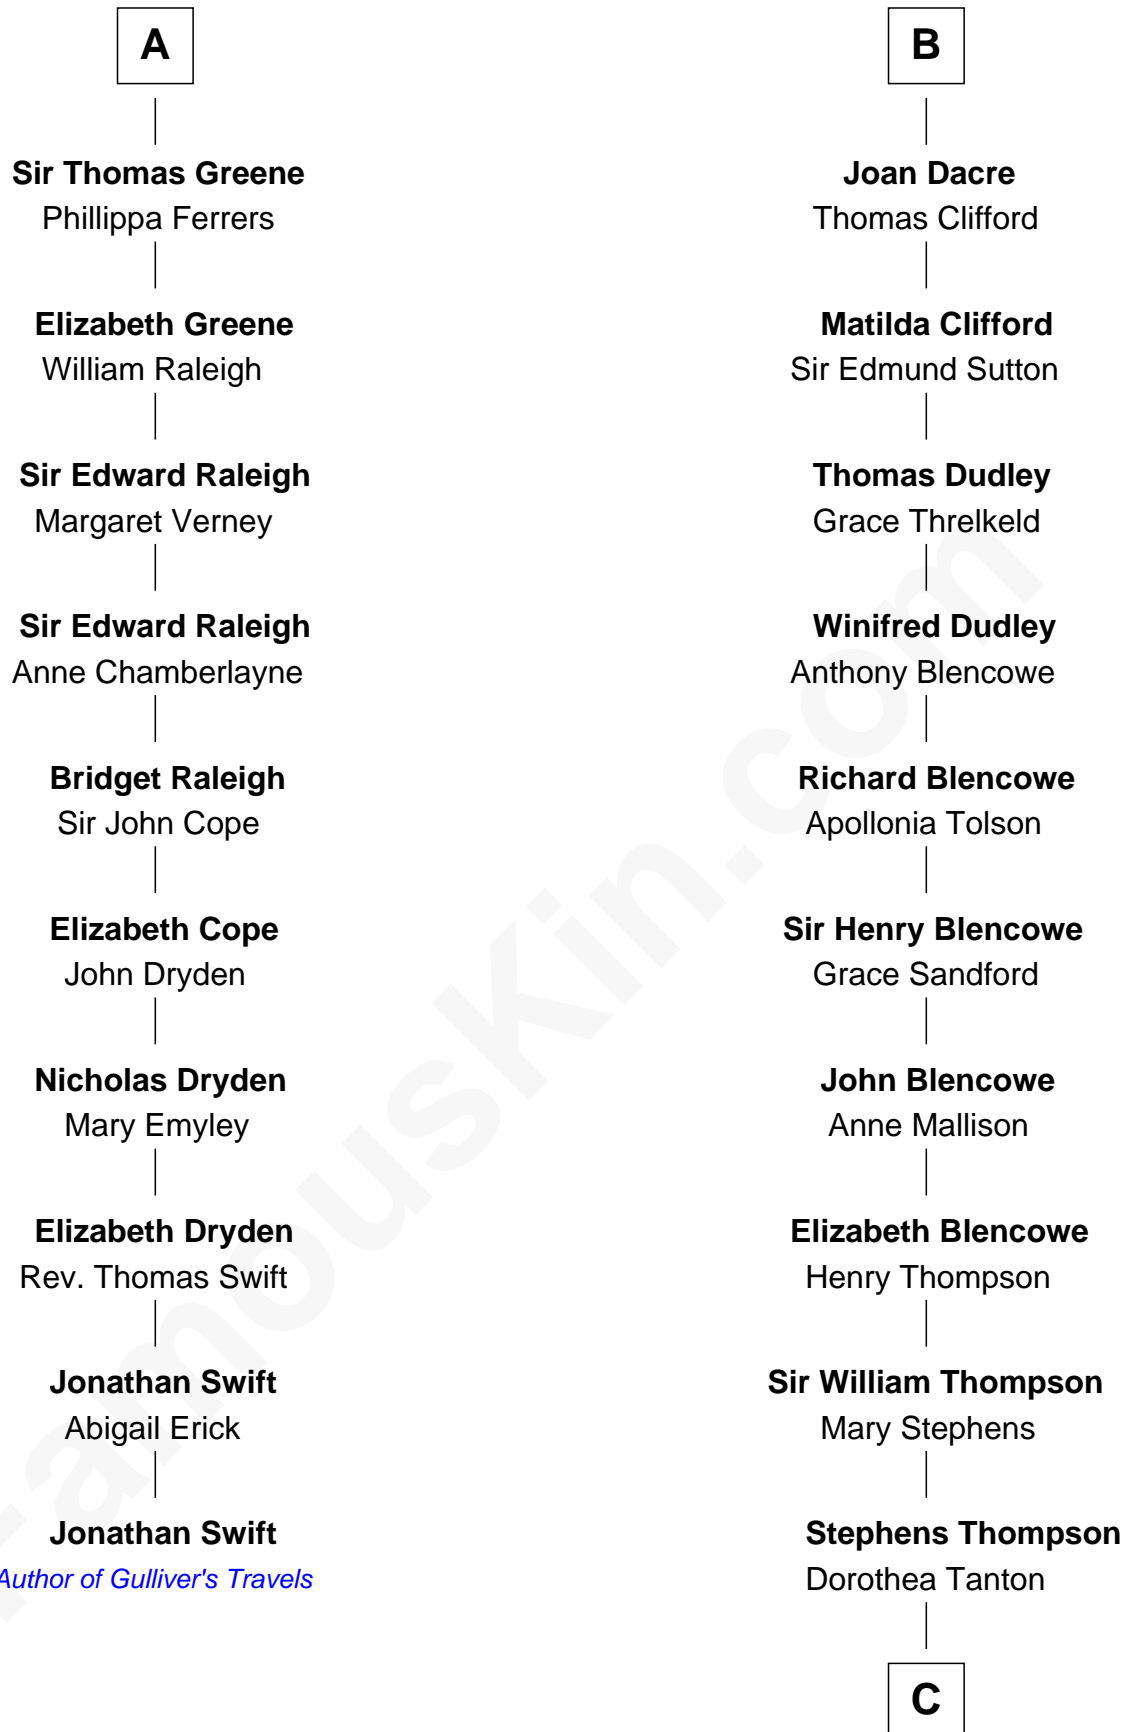 A
Sir Thomas Greene
Phillippa Ferrers
Elizabeth Greene
William Raleigh
Sir Edward Raleigh
Margaret Verney
Sir Edward Raleigh
Anne Chamberlayne
Bridget Raleigh
Sir John Cope
Elizabeth Cope
John Dryden
Nicholas Dryden
Mary Emyley
Elizabeth Dryden
Rev. Thomas Swift
Jonathan Swift
Abigail Erick
Jonathan Swift
Author of Gulliver's Travels
B
Joan Dacre
Thomas Clifford
Matilda Clifford
Sir Edmund Sutton
Thomas Dudley
Grace Threlkeld
Winifred Dudley
Anthony Blencowe
Richard Blencowe
Apollonia Tolson
Sir Henry Blencowe
Grace Sandford
John Blencowe
Anne Mallison
Elizabeth Blencowe
Henry Thompson
Sir William Thompson
Mary Stephens
Stephens Thompson
Dorothea Tanton
C
FamousKin.com